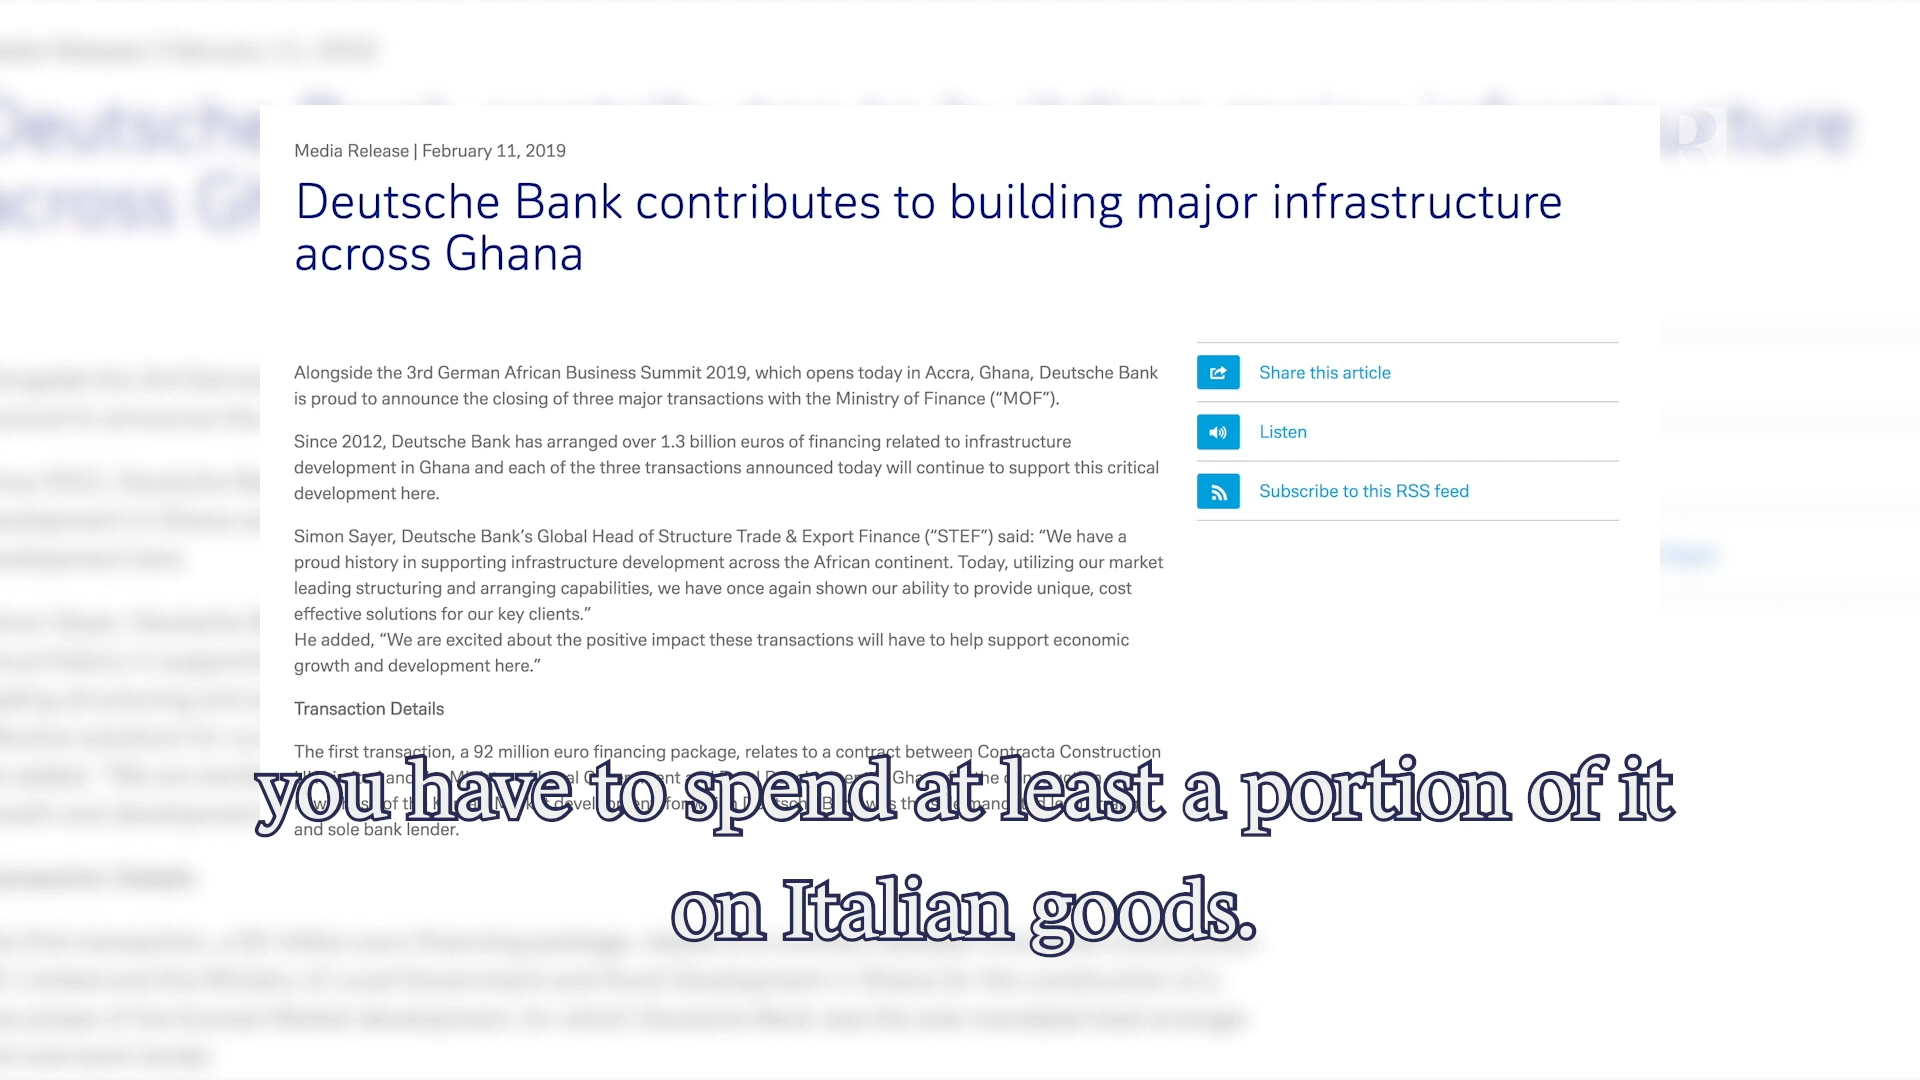 Media Release | February 11, 2019
Deutsche Bank contributes to building major infrastructure
across Ghana
Alongside the 3rd German African Business Summit 2019, which opens today in Accra, Ghana, Deutsche Bank
is proud to announce the closing of three major transactions with the Ministry of Finance (“MOF”).
Since 2012, Deutsche Bank has arranged over 1.3 billion euros of financing related to infrastructure
development in Ghana and each of the three transactions announced today will continue to support this critical
development here.
Simon Sayer, Deutsche Bank’s Global Head of Structure Trade & Export Finance (“STEF”) said: “We have a
proud history in supporting infrastructure development across the African continent. Today, utilizing our market
leading structuring and arranging capabilities, we have once again shown our ability to provide unique, cost
effective solutions for our key clients.”
He added, “We are excited about the positive impact these transactions will have to help support economic
growth and development here.”
Transaction Details
The first transaction, a 92 million euro financing package, relates to a contract between Contracta Construction
and sole bank lender.
Share this article
Listen
Subscribe to this RSS feed
you have to spend at least a portion of it
on Italian goods.